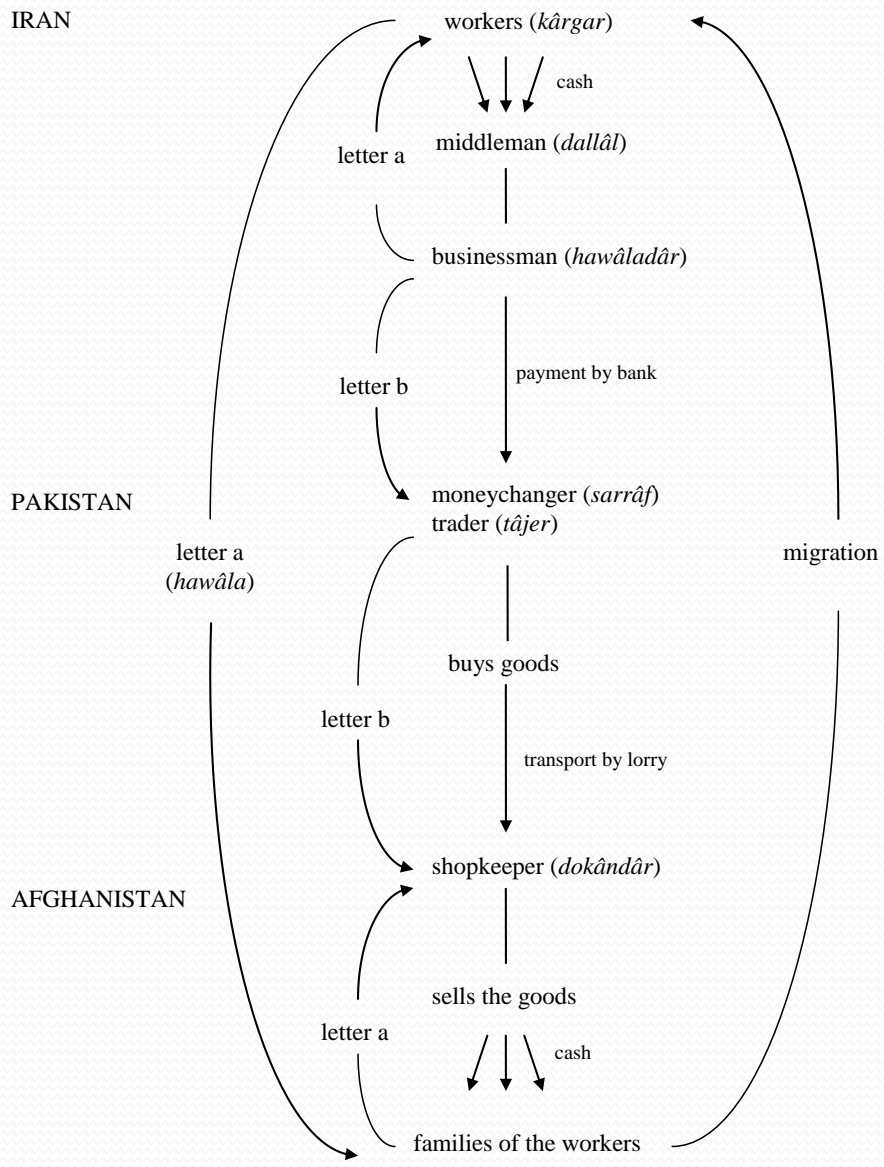 IRAN
workers (kârgar)
cash
middleman (dallâl)
letter a
businessman (hawâladâr)
payment by bank
letter b
PAKISTAN
moneychanger (sarrâf)
trader (tâjer)
letter a
(hawâla)
migration
buys goods
letter b
transport by lorry
shopkeeper (dokândâr)
AFGHANISTAN
sells the goods
letter a
cash
families of the workers